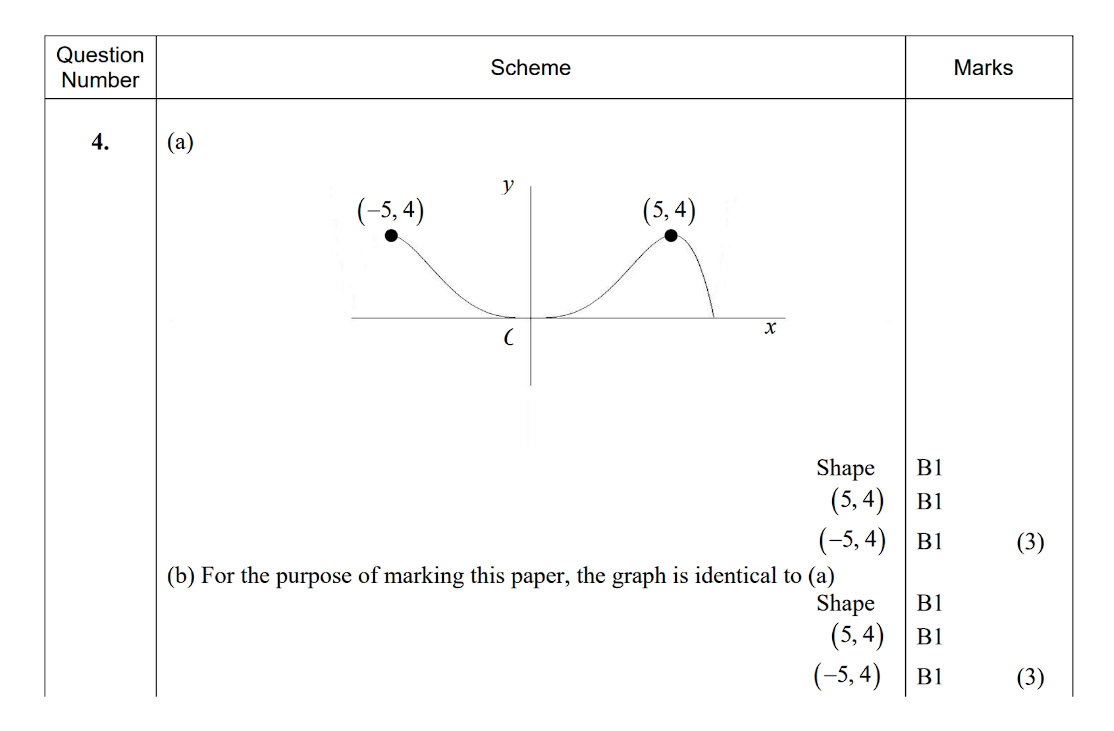 Question
Number
Scheme
Marks
4.
(a)
y
(−5, 4)
(5, 4)
x
Shape B1
(5, 4) B1
(−5, 4) B1 (3)
(b) For the purpose of marking this paper, the graph is identical to (a)
Shape B1
(5, 4) B1
(−5, 4) B1 (3)